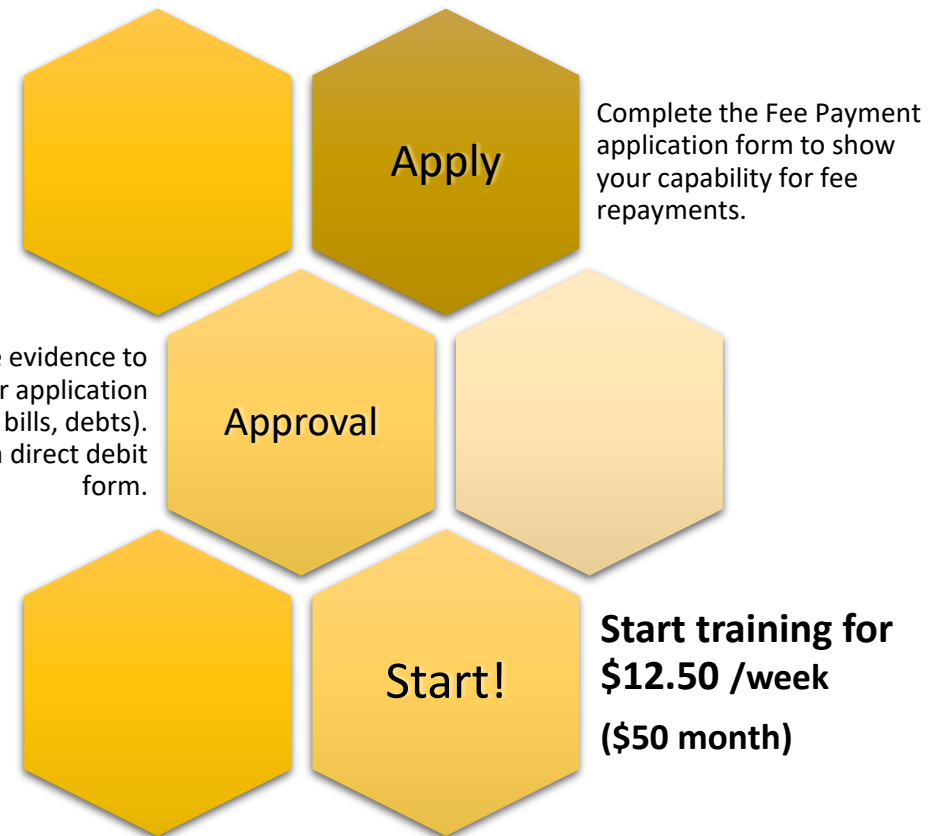 Apply
Complete the Fee Payment
application form to show
your capability for fee
repayments.
evidence to
application
bills, debts).
direct debit
form.
Approval
Start!
Start training for
$12.50 /week
($50 month)